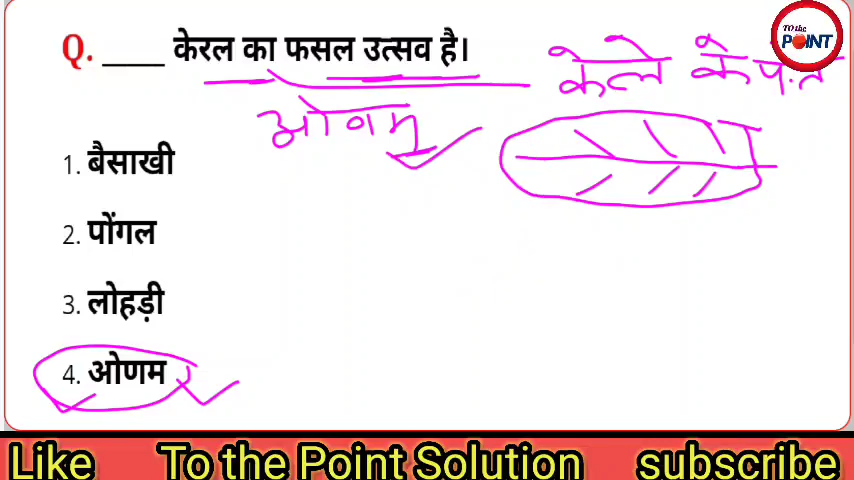 To the
POINT
Q. _____ केरल का फसल उत्सव है।
केले के पत्ते
ओणम
1. बैसाखी
2. पोंगल
3. लोहड़ी
4. ओणम
Like To the Point Solution subscribe